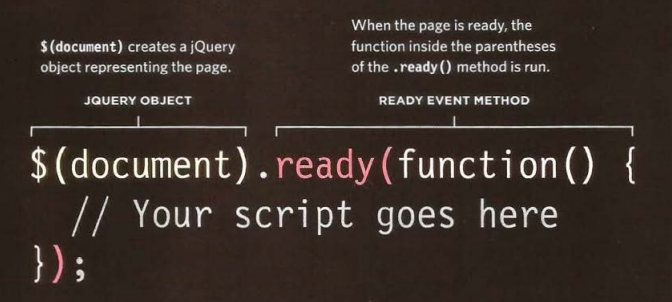 $(document) creates a jQuery
object representing the page.
When the page is ready, the
function inside the parentheses
of the .ready() method is run.
JQUERY OBJECT
READY EVENT METHOD
$(document).ready(function() {
// Your script goes here
});